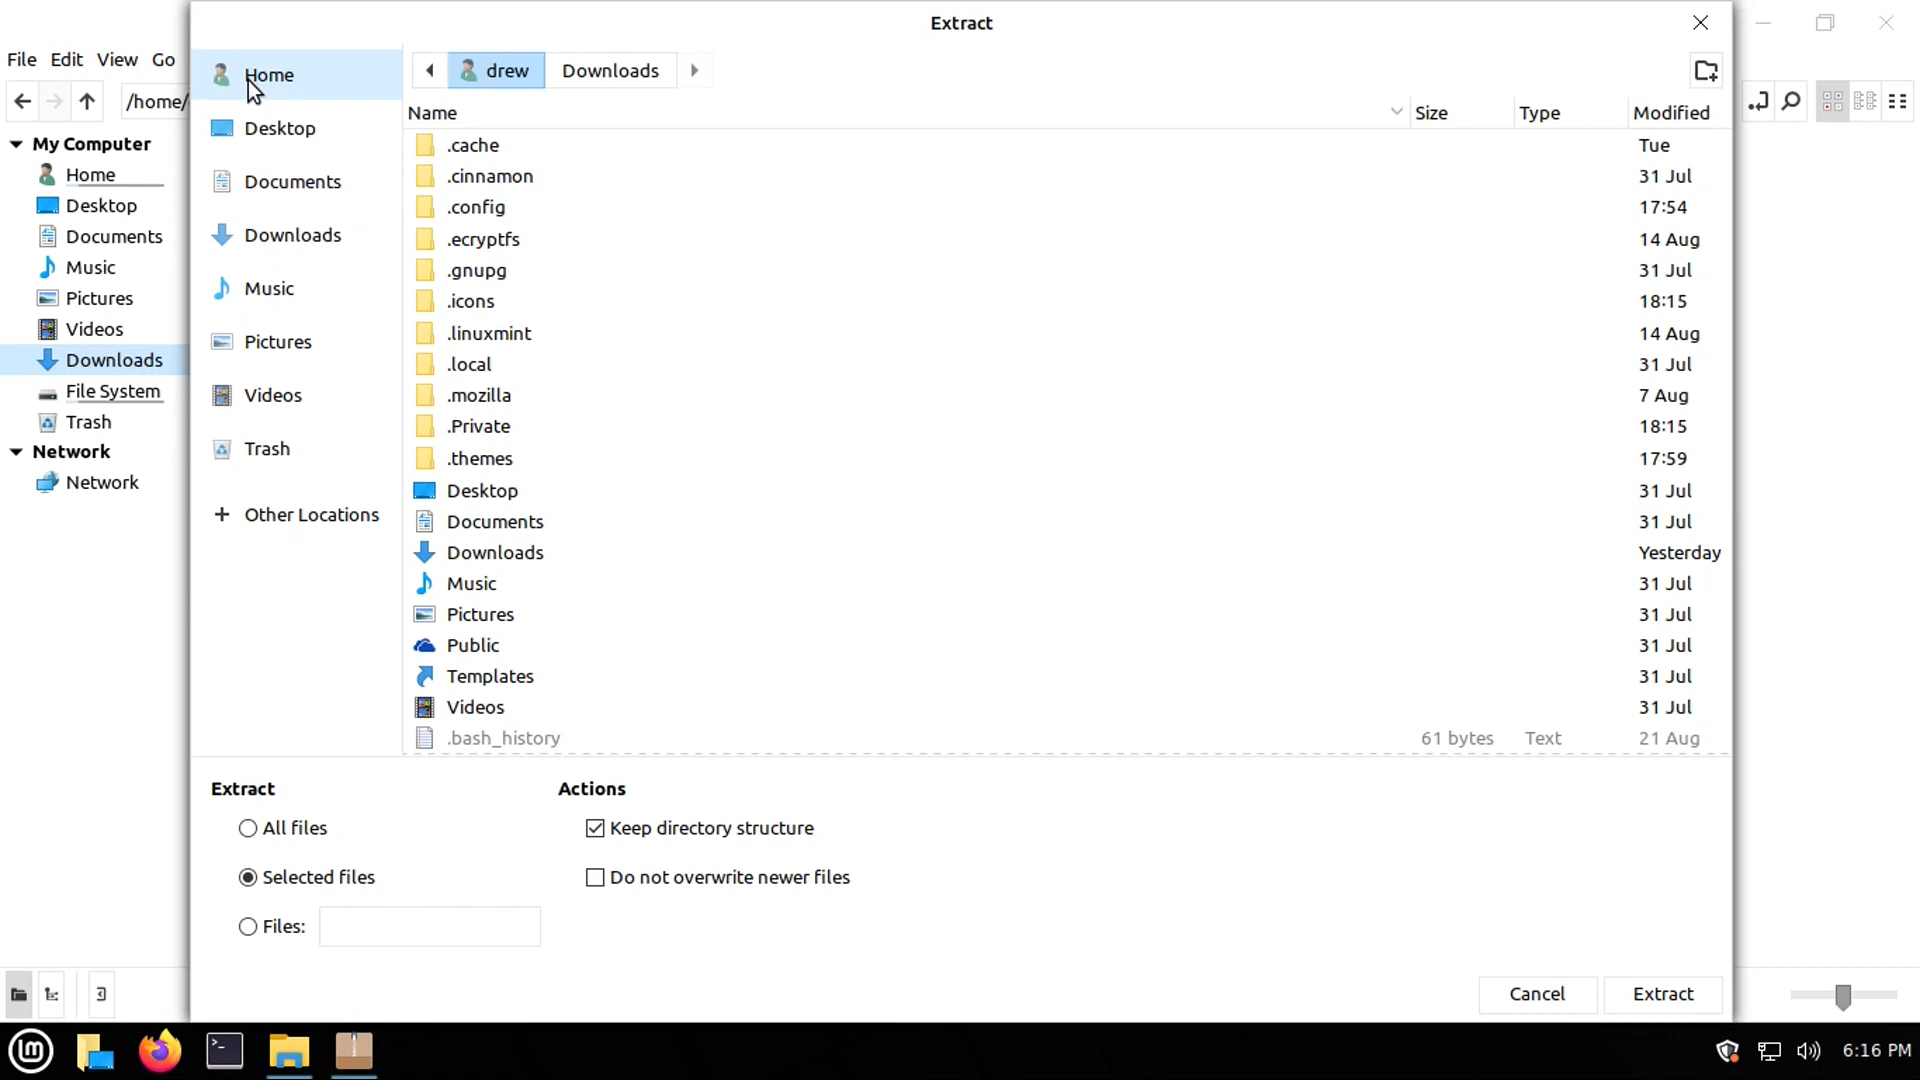 Extract
File Edit View Go
/home/
My Computer
Home
Desktop
Documents
Music
Pictures
Videos
Downloads
File System
Trash
Network
Network
Home
Desktop
Documents
Downloads
Music
Pictures
Videos
Trash
Other Locations
drew Downloads
Name Size Type Modified
.cache Tue
.cinnamon 31 Jul
.config 17:54
.ecryptfs 14 Aug
.gnupg 31 Jul
.icons 18:15
.linuxmint 14 Aug
.local 31 Jul
.mozilla 7 Aug
.Private 18:15
.themes 17:59
Desktop 31 Jul
Documents 31 Jul
Downloads Yesterday
Music 31 Jul
Pictures 31 Jul
Public 31 Jul
Templates 31 Jul
Videos 31 Jul
.bash_history 61 bytes Text 21 Aug
Extract Actions
All files Keep directory structure
Selected files Do not overwrite newer files
Files:
Cancel Extract
6:16 PM